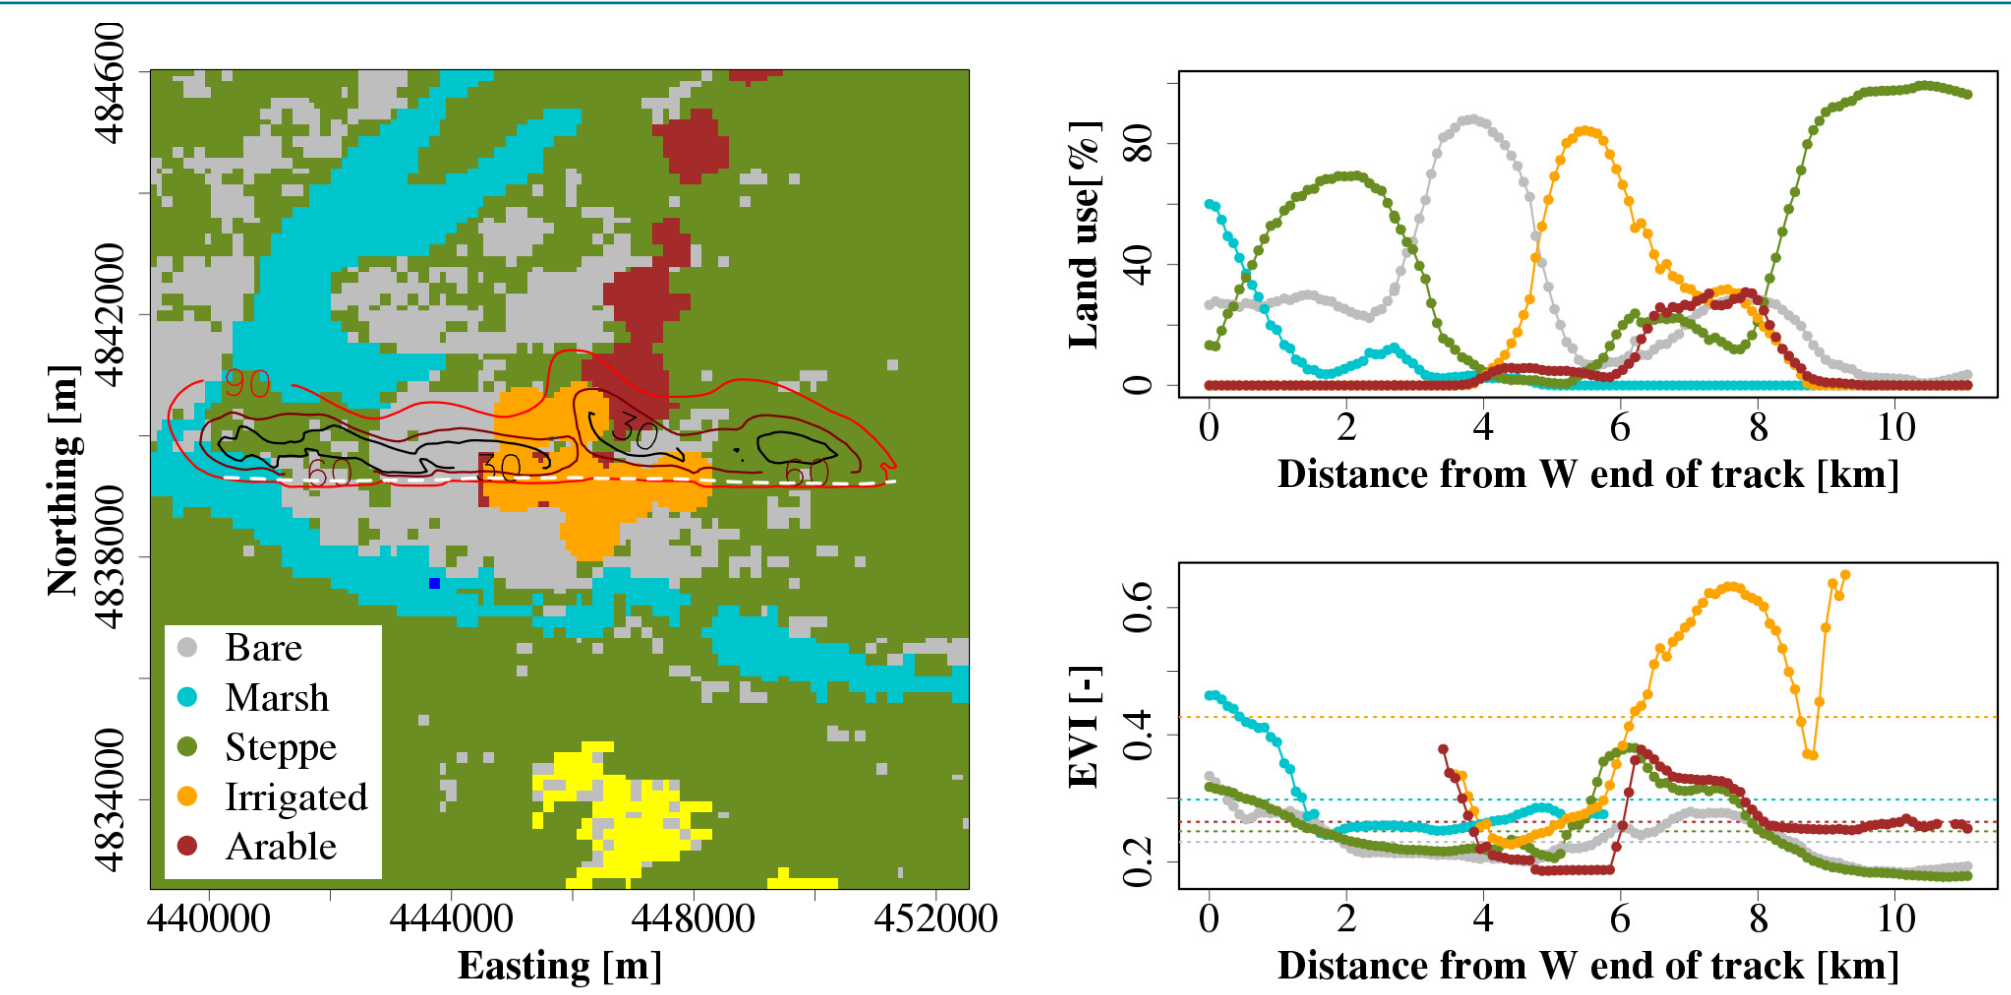 4834000 4838000 4842000 484600
Northing [m]
90
60
30
30
60
Bare
Marsh
Steppe
Irrigated
Arable
440000 444000 448000 452000
Easting [m]
0 40 80
Land use[%]
0 2 4 6 8 10
Distance from W end of track [km]
0.2 0.4 0.6
EVI [-]
0 2 4 6 8 10
Distance from W end of track [km]